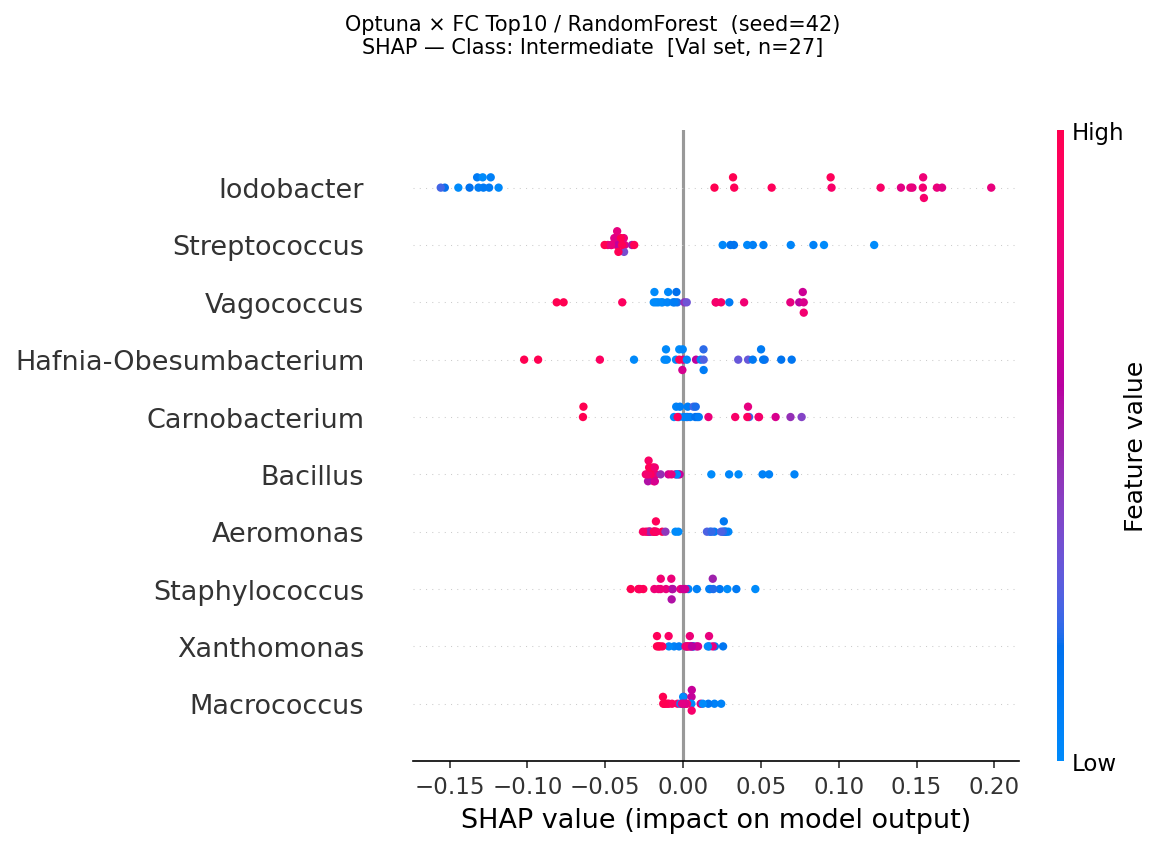 Optuna × FC Top10 / RandomForest  (seed=42)
SHAP — Class: Intermediate  [Val set, n=27]
High
Iodobacter
Streptococcus
Vagococcus
Hafnia-Obesumbacterium
Carnobacterium
Bacillus
Aeromonas
Staphylococcus
Xanthomonas
Macrococcus
Feature value
Low
−0.15 −0.10 −0.05 0.00 0.05 0.10 0.15 0.20
SHAP value (impact on model output)